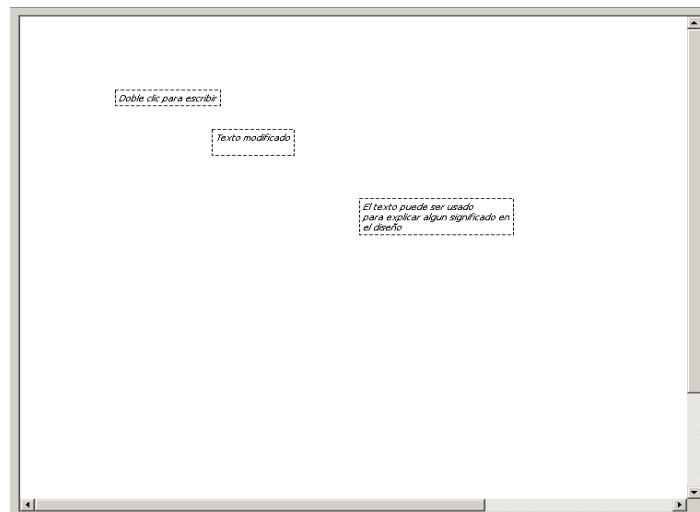 Doble clic para escribir
Texto modificado
El texto puede ser usado
para explicar algun significado en
el diseño